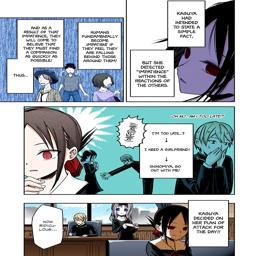 KAGUYA
HAD
INTENDED
TO STATE
A SIMPLE
FACT,
BUT SHE
DETECTED
"IMPATIENCE"
WITHIN THE
REACTIONS OF
THE OTHERS.
HUMANS
FUNDAMENTALLY
BECOME
IMPATIENT IF
THEY FEEL THEY
ARE FALLING
BEHIND THOSE
AROUND THEM!
AND AS A
RESULT OF THAT
IMPATIENCE, THEY
WILL COME TO
BELIEVE THAT
THEY MUST FIND
A COMPANION
AS QUICKLY AS
POSSIBLE!
THUS...
OH NO! AM I TOO LATE?
I'M TOO LATE...?
I NEED A GIRLFRIEND!
SHINOMIYA, GO
OUT WITH ME!
KAGUYA
DECIDED ON
HER PLAN OF
ATTACK FOR
THE DAY!!
HOW
RIDICU-
LOUS...